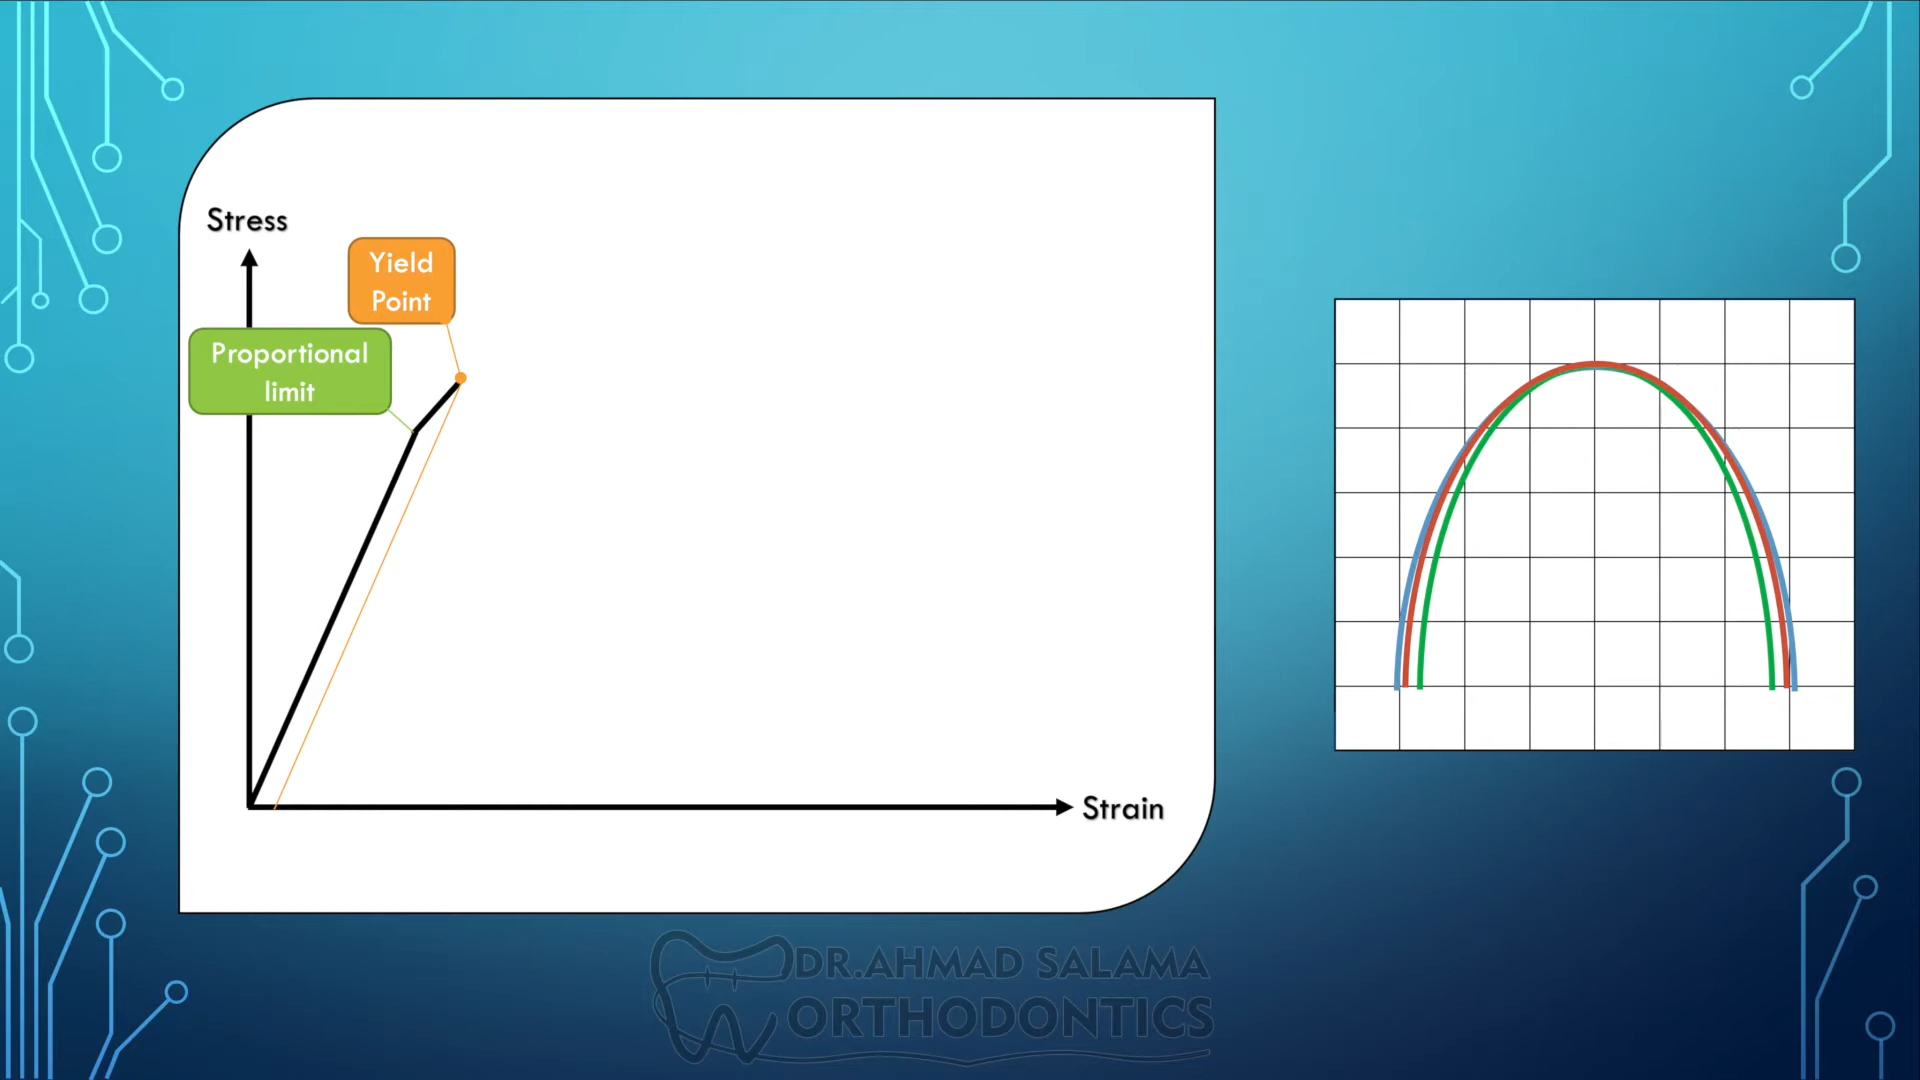 Stress
Yield
Point
Proportional
limit
Strain
DR.AHMAD SALAMA
ORTHODONTICS